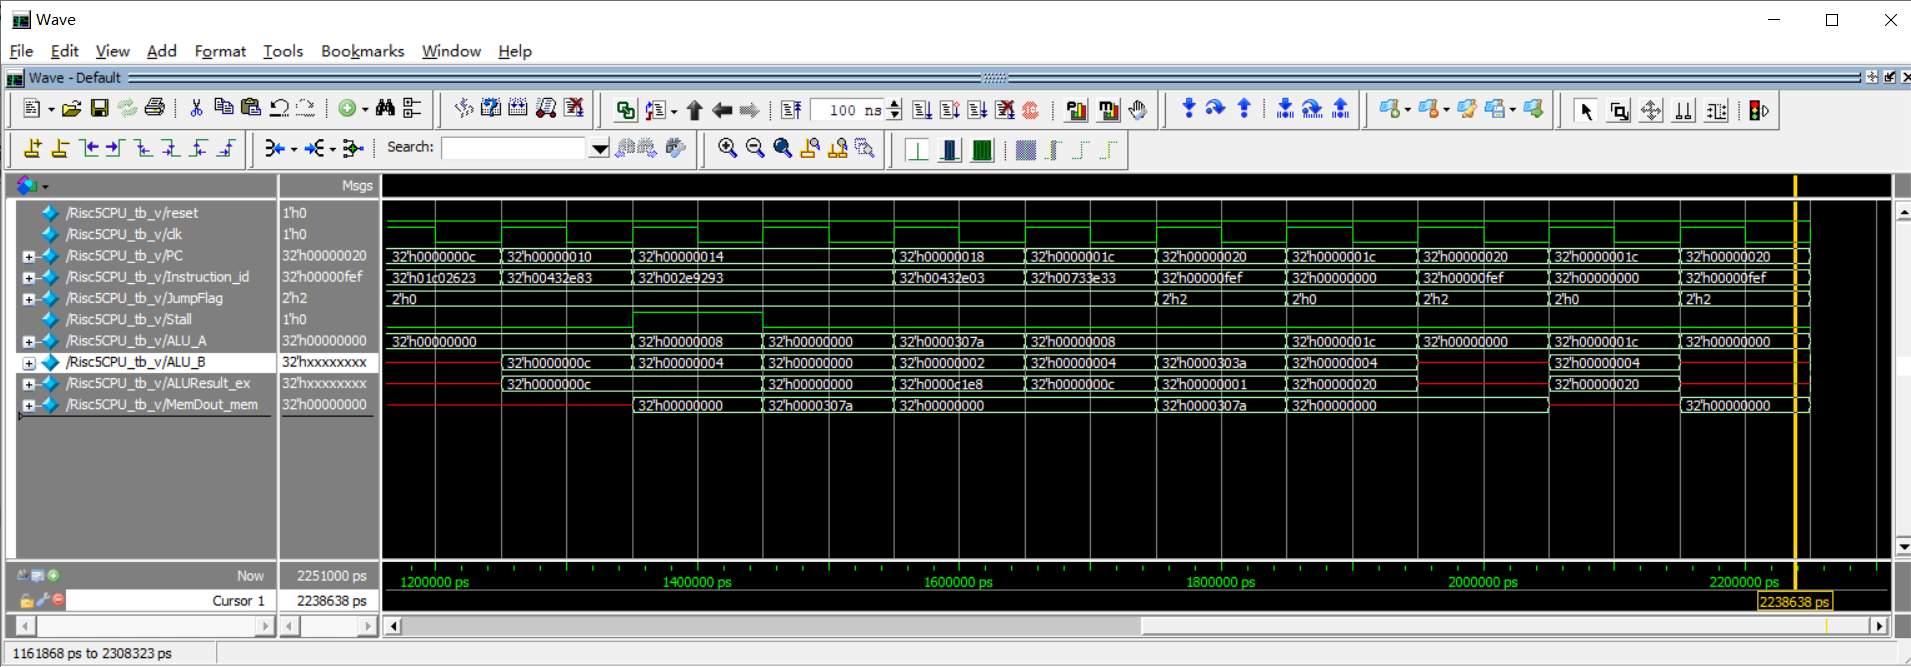 Wave
File Edit View Add Format Tools Bookmarks Window Help
Wave - Default
100 ns
Search:
Msgs
/Risc5CPU_tb_v/reset 1'h0
/Risc5CPU_tb_v/clk 1'h0
/Risc5CPU_tb_v/PC 32'h00000020 32'h0000000c 32'h00000010 32'h00000014 32'h00000018 32'h0000001c 32'h00000020 32'h0000001c 32'h00000020 32'h0000001c 32'h00000020
/Risc5CPU_tb_v/Instruction_id 32'h00000fef 32'h01c02623 32'h00432e83 32'h002e9293 32'h00432e03 32'h00733e33 32'h00000fef 32'h00000000 32'h00000fef 32'h00000000 32'h00000fef
/Risc5CPU_tb_v/JumpFlag 2'h2 2'h0 2'h2 2'h0 2'h2 2'h0 2'h2
/Risc5CPU_tb_v/Stall 1'h0
/Risc5CPU_tb_v/ALU_A 32'h00000000 32'h00000000 32'h00000008 32'h00000000 32'h0000307a 32'h00000008 32'h0000001c 32'h00000000 32'h0000001c 32'h00000000
/Risc5CPU_tb_v/ALU_B 32'hxxxxxxxx 32'h0000000c 32'h00000004 32'h00000000 32'h00000002 32'h00000004 32'h0000303a 32'h00000004 32'h00000004
/Risc5CPU_tb_v/ALUResult_ex 32'hxxxxxxxx 32'h0000000c 32'h00000000 32'h0000c1e8 32'h0000000c 32'h00000001 32'h00000020 32'h00000020
/Risc5CPU_tb_v/MemDout_mem 32'h00000000 32'h00000000 32'h0000307a 32'h00000000 32'h0000307a 32'h00000000 32'h00000000
Now 2251000 ps 1200000 ps 1400000 ps 1600000 ps 1800000 ps 2000000 ps 2200000 ps
Cursor 1 2238638 ps 2238638 ps
1161868 ps to 2308323 ps